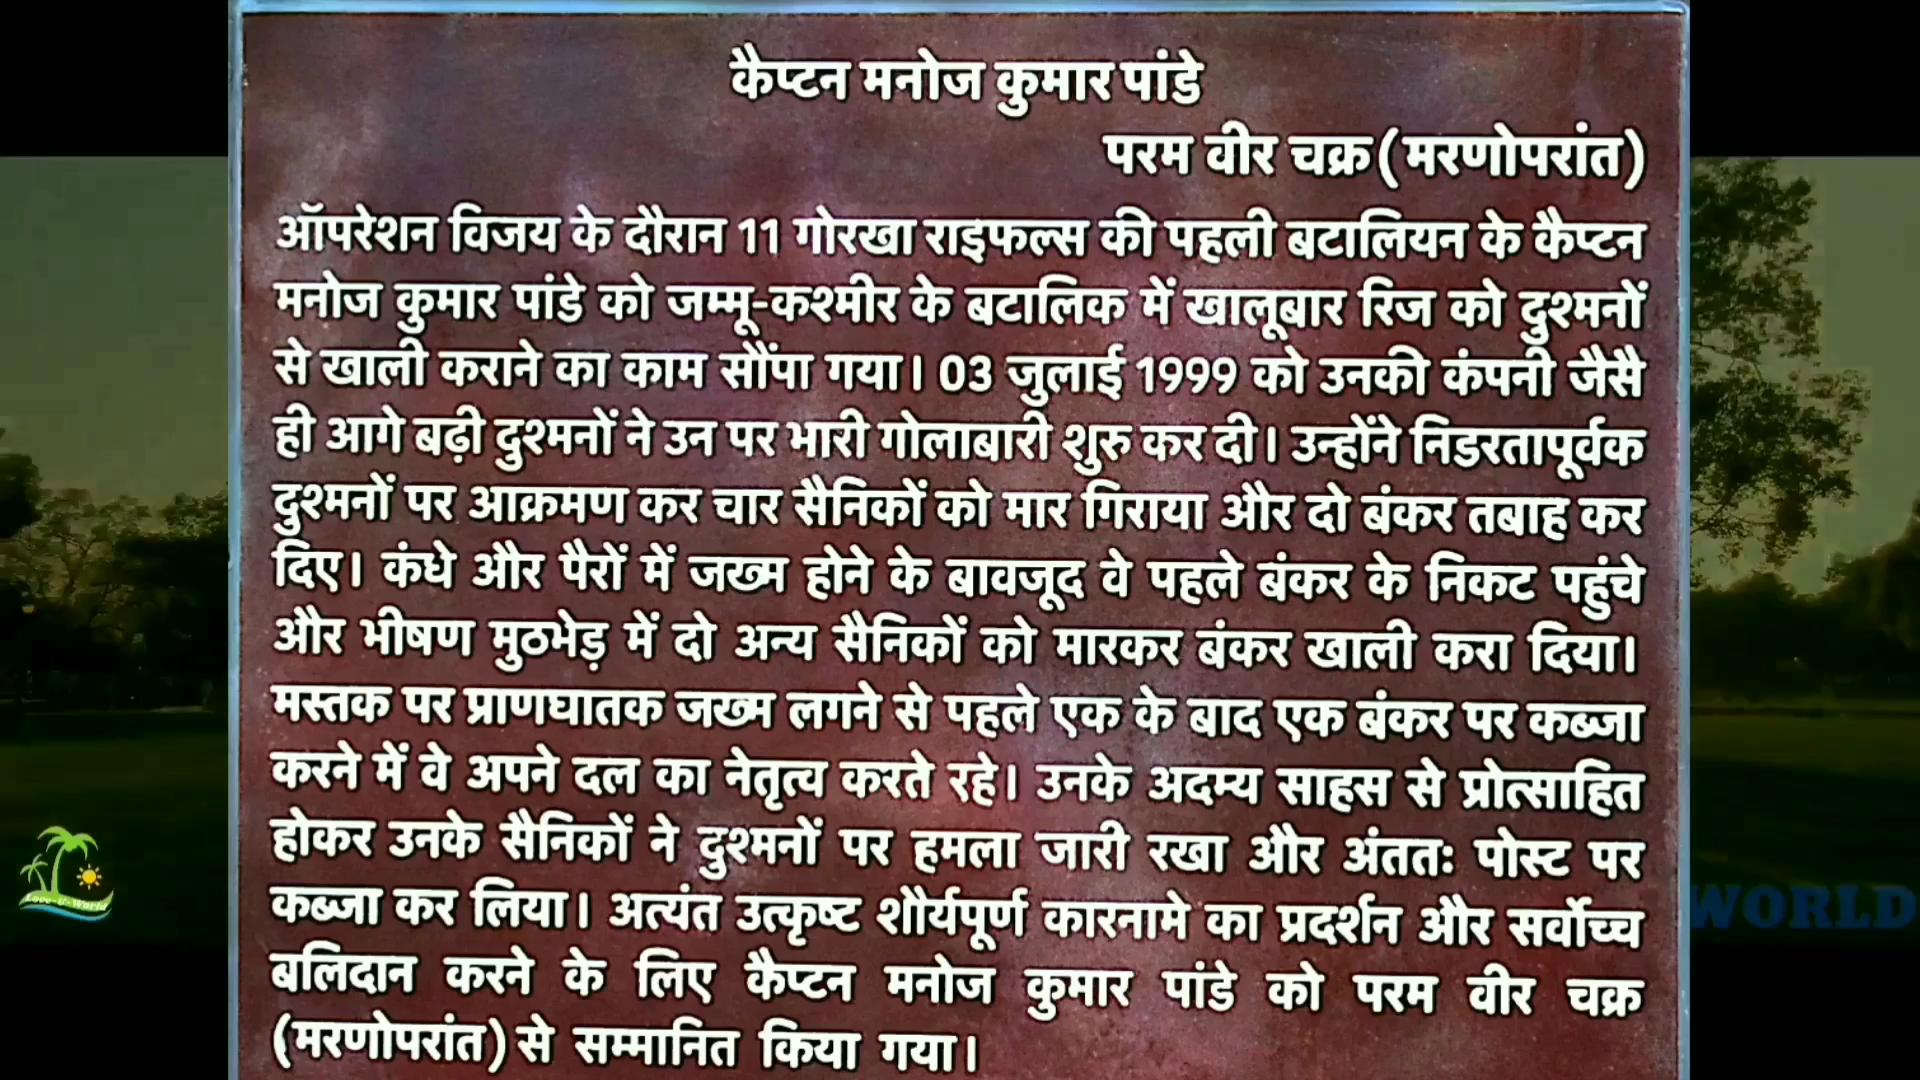 कैप्टन मनोज कुमार पांडे
परम वीर चक्र (मरणोपरांत)
ऑपरेशन विजय के दौरान 11 गोरखा राइफल्स की पहली बटालियन के कैप्टन
मनोज कुमार पांडे को जम्मू-कश्मीर के बटालिक में खालूबार रिज को दुश्मनों
से खाली कराने का काम सौंपा गया। 03 जुलाई 1999 को उनकी कंपनी जैसै
ही आगे बढ़ी दुश्मनों ने उन पर भारी गोलाबारी शुरु कर दी। उन्होंने निडरतापूर्वक
दुश्मनों पर आक्रमण कर चार सैनिकों को मार गिराया और दो बंकर तबाह कर
दिए। कंधे और पैरों में जख्म होने के बावजूद वे पहले बंकर के निकट पहुंचे
और भीषण मुठभेड़ में दो अन्य सैनिकों को मारकर बंकर खाली करा दिया।
मस्तक पर प्राणघातक जख्म लगने से पहले एक के बाद एक बंकर पर कब्जा
करने में वे अपने दल का नेतृत्व करते रहे। उनके अदम्य साहस से प्रोत्साहित
होकर उनके सैनिकों ने दुश्मनों पर हमला जारी रखा और अंततः पोस्ट पर
कब्जा कर लिया। अत्यंत उत्कृष्ट शौर्यपूर्ण कारनामे का प्रदर्शन और सर्वोच्च
बलिदान करने के लिए कैप्टन मनोज कुमार पांडे को परम वीर चक्र
(मरणोपरांत) से सम्मानित किया गया।
Love-U-World
WORLD